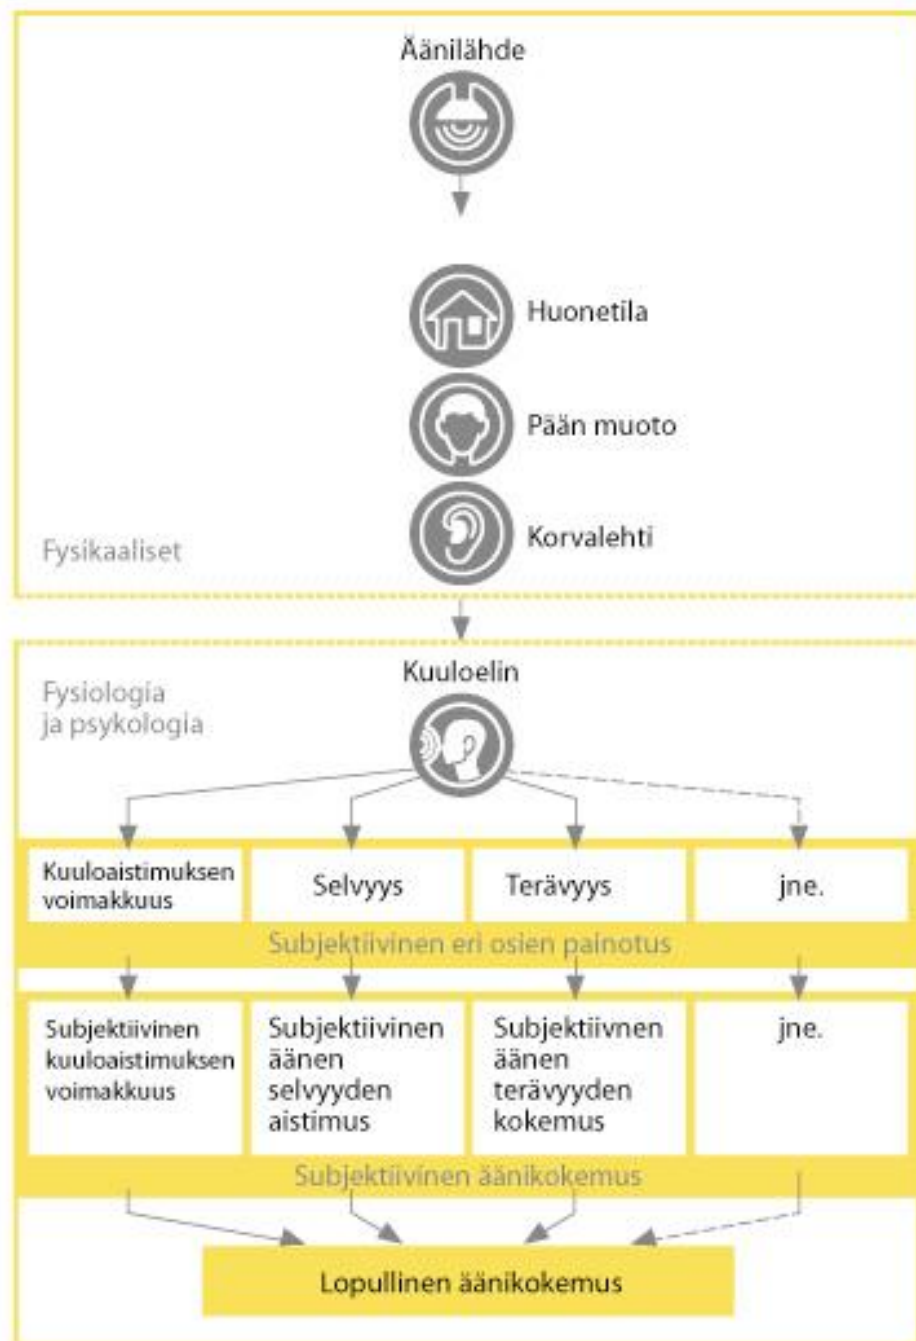 Äänilähde
Huonetila
Pään muoto
Korvalehti
Fysikaaliset
Kuuloelin
Fysiologia
ja psykologia
Kuuloaistimuksen
voimakkuus
Selvyys
Terävyys
jne.
Subjektiivinen eri osien painotus
Subjektiivinen
kuuloaistimuksen
voimakkuus
Subjektiivinen
äänen
selvyyden
aistimus
Subjektiivnen
äänen
terävyyden
kokemus
jne.
Subjektiivinen äänikokemus
Lopullinen äänikokemus